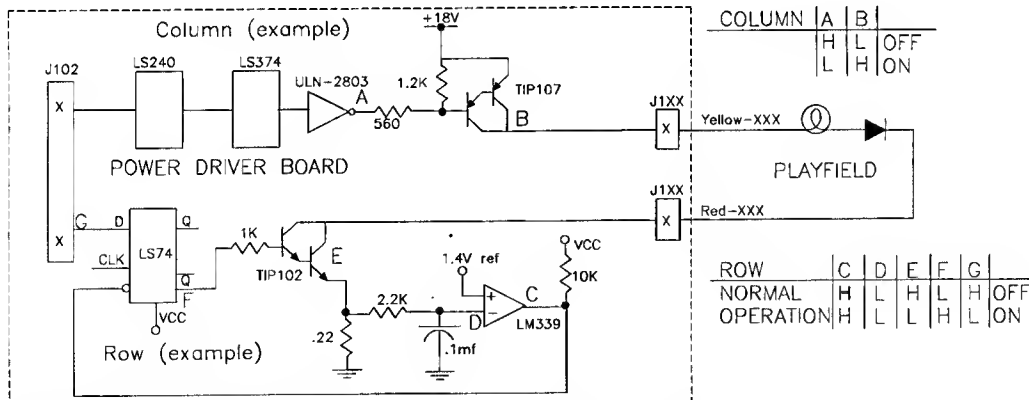 Column (example)
+18V
COLUMN A B
H L OFF
L H ON
J102
LS240
LS374
ULN-2803
1.2K
TIP107
A
560
B
J1XX
X
X
Yellow-XXX
POWER DRIVER BOARD
PLAYFIELD
J1XX
X
Red-XXX
G
D
Q
1K
E
VCC
LS74
CLK
Q
F
TIP102
1.4V ref
10K
+
C
2.2K
D
-
LM339
VCC
.22
.1mf
X
Row (example)
ROW C D E F G
NORMAL H L H L H OFF
OPERATION H L L H L ON